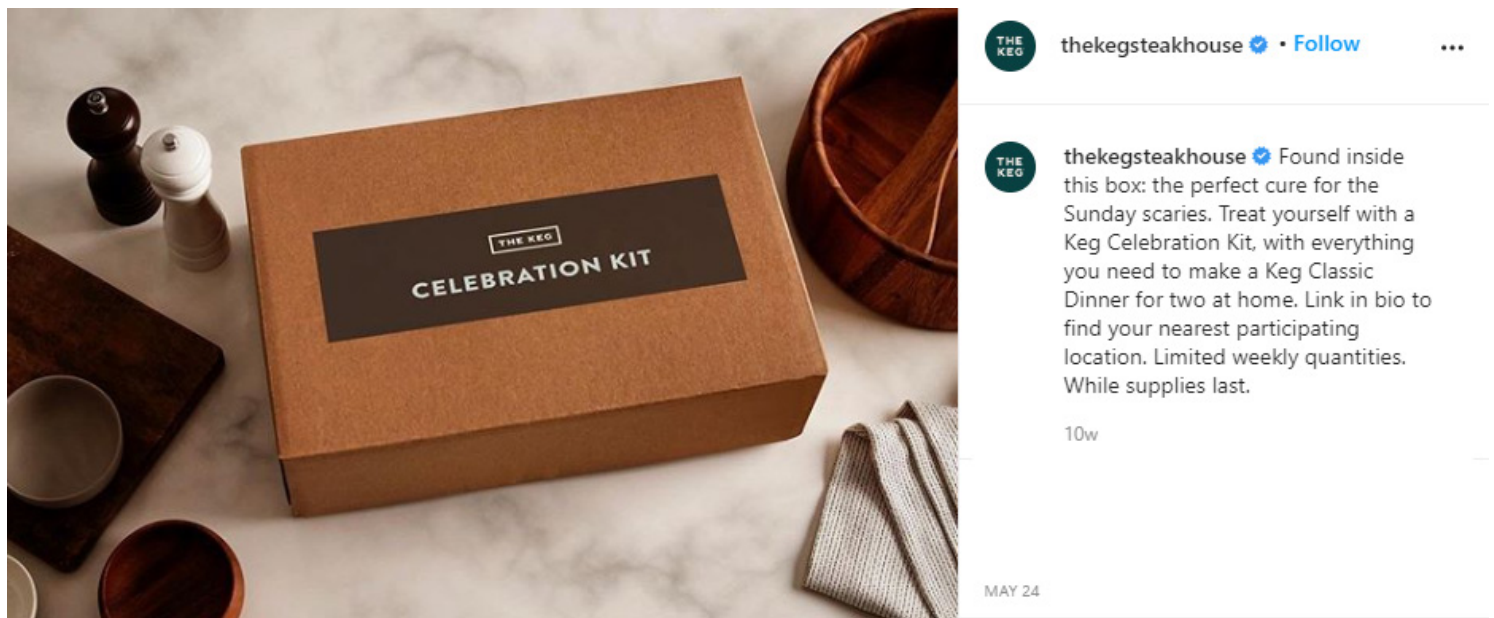 THE KEG
CELEBRATION KIT
THE
KEG
thekegsteakhouse • Follow
THE
KEG
thekegsteakhouse Found inside
this box: the perfect cure for the
Sunday scaries. Treat yourself with a
Keg Celebration Kit, with everything
you need to make a Keg Classic
Dinner for two at home. Link in bio to
find your nearest participating
location. Limited weekly quantities.
While supplies last.
10w
MAY 24